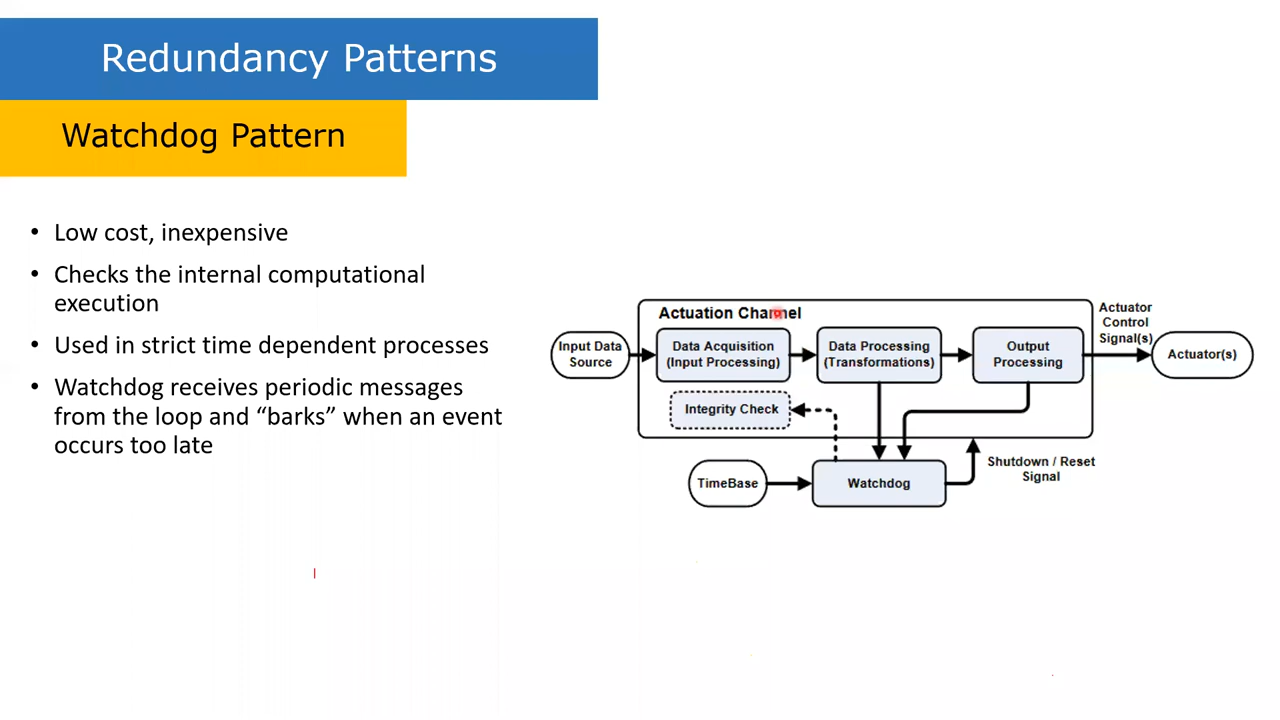 Redundancy Patterns
Watchdog Pattern
• Low cost, inexpensive
• Checks the internal computational
execution
• Used in strict time dependent processes
• Watchdog receives periodic messages
from the loop and “barks” when an event
occurs too late
Actuation Channel
Input Data
Source
Data Acquisition
(Input Processing)
Data Processing
(Transformations)
Output
Processing
Actuator
Control
Signal(s)
Actuator(s)
Integrity Check
TimeBase
Watchdog
Shutdown / Reset
Signal